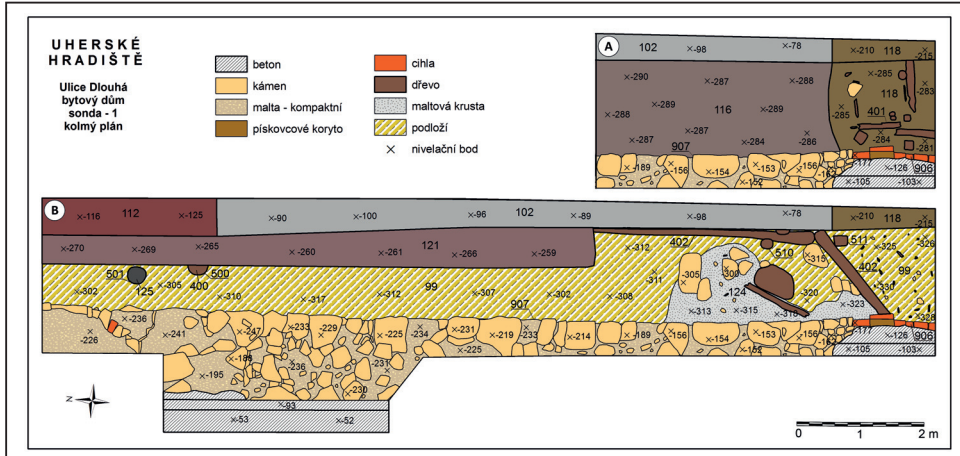 UHERSKÉ
HRADIŠTĚ
Ulice Dlouhá
bytový dům
sonda - 1
kolmý plán
beton
kámen
malta - kompaktní
pískovcové koryto
cihla
dřevo
maltová krusta
podloží
× nivelační bod
A
102 ×-98 ×-78 ×-210 118 ×-215
×-290 ×-287 ×-288 ×-285 118 ×-283
×-288 ×-289 116 ×-289 ×-285 401
×-287 ×-287 907 ×-284 ×-286 ×-284 ×-281
×-189 ×-156 ×-154 ×-153 ×-156 ×-177 ×-126 906
×-152 ×-162 ×-105 ×-103
B
×-116 112 ×-125 ×-90 ×-100 ×-96 102 ×-89 ×-98 ×-78 ×-210 118 ×-215
×-270 ×-269 ×-265 ×-260 ×-261 121 ×-266 ×-259 ×-312 402 510 ×-315 511 ×-325 ×-326
501 500 ×-305 ×-300 402 99
×-302 125 ×-305 400 ×-310 ×-317 ×-312 99 ×-307 907 ×-302 ×-308 ×-311 124 ×-320 ×-330
×-313 ×-315 ×-318 ×-323 ×-328
×-226 ×-236 ×-241 ×-247 ×-233 ×-229 ×-225 ×-234 ×-231 ×-219 ×-233 ×-214 ×-189 ×-156 ×-154 ×-153 ×-156 ×-177 ×-126 906
×-188 ×-236 ×-231 ×-225 ×-152 ×-162 ×-105 ×-103
×-195 ×-230
×-93
×-53 ×-52
N
0 1 2 m